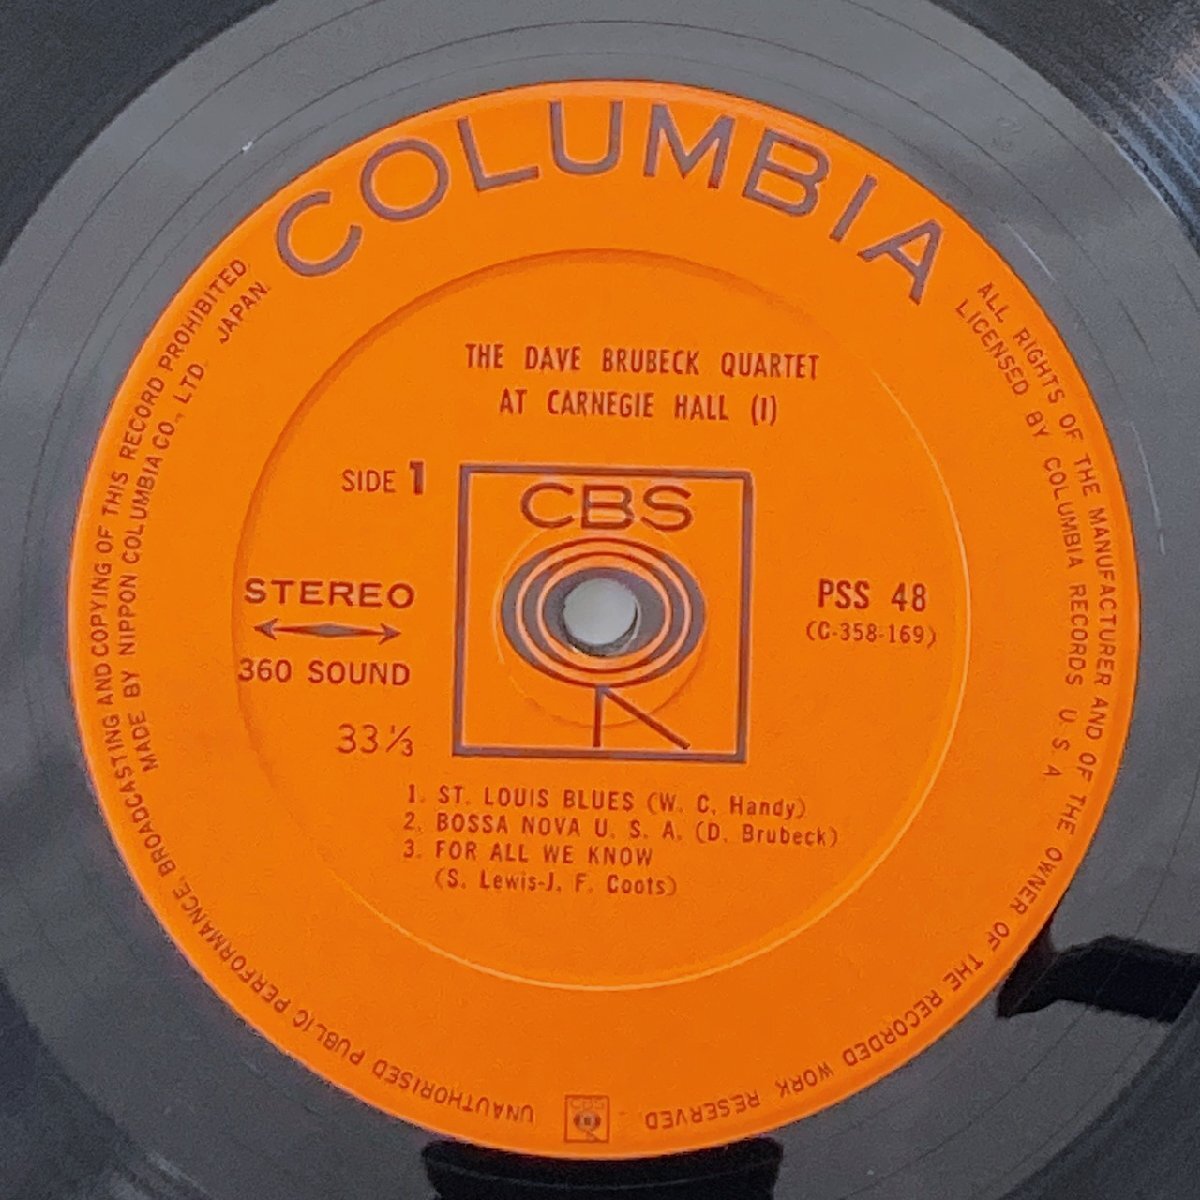 COLUMBIA
ALL RIGHTS OF THE MANUFACTURER AND OF THE OWNER OF THE RECORDED WORK RESERVED -
LICENSED BY COLUMBIA RECORDS U. S. A
UNAUTHORISED PUBLIC PERFORMANCE, BROADCASTING AND COPYING OF THIS RECORD PROHIBITED
MADE BY NIPPON COLUMBIA CO., LTD. JAPAN.
THE DAVE BRUBECK QUARTET
AT CARNEGIE HALL (I)
SIDE 1
CBS
STEREO
360 SOUND
33 ⅓
PSS 48
(C-358-169)
1. ST. LOUIS BLUES (W. C. Handy)
2. BOSSA NOVA U. S. A. (D. Brubeck)
3. FOR ALL WE KNOW
(S. Lewis-J. F. Coots)
CBS